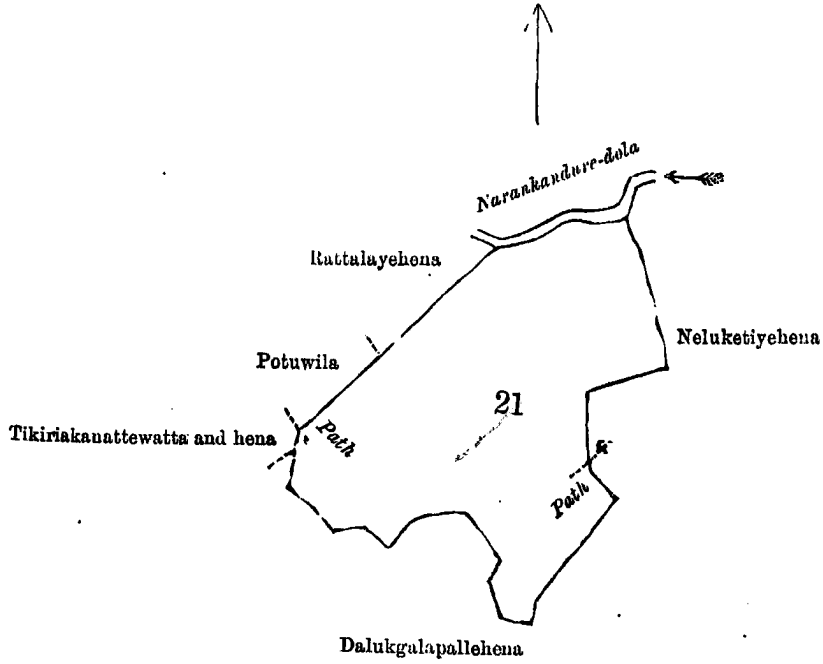 Narankandure-dola
Rattalayehena
Neluketiyehena
Potuwila
21
Tikiriakanattewatta and hena
Path
Path
Dalukgalapallehena